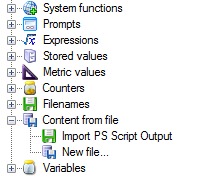 System functions
Prompts
Expressions
Stored values
Metric values
Counters
Filenames
Content from file
Import PS Script Output
New file...
Variables